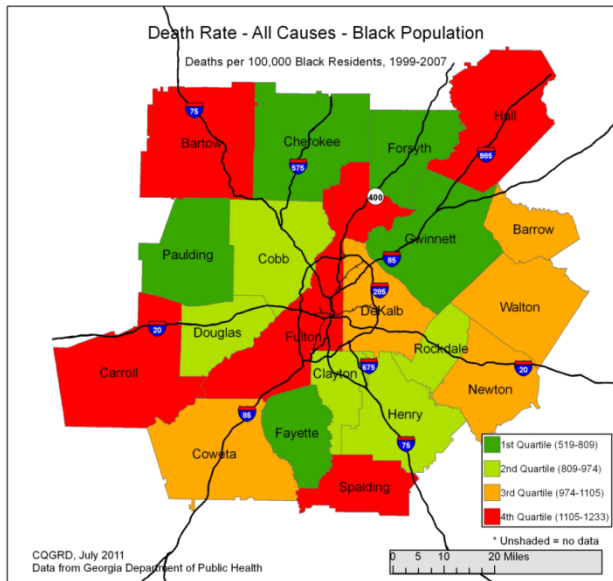 Death Rate - All Causes - Black Population
Deaths per 100,000 Black Residents, 1999-2007
Hall
75
Bartow
Cherokee
Forsyth
985
575
400
Gwinnett
Barrow
Paulding
Cobb
85
285
DeKalb
Walton
20
Douglas
Fulton
Rockdale
Carroll
Clayton
675
20
Newton
85
Henry
Fayette
75
Coweta
Spalding
1st Quartile (519-809)
2nd Quartile (809-974)
3rd Quartile (974-1105)
4th Quartile (1105-1233)
* Unshaded = no data
CQGRD, July 2011
Data from Georgia Department of Public Health
0 5 10 20 Miles